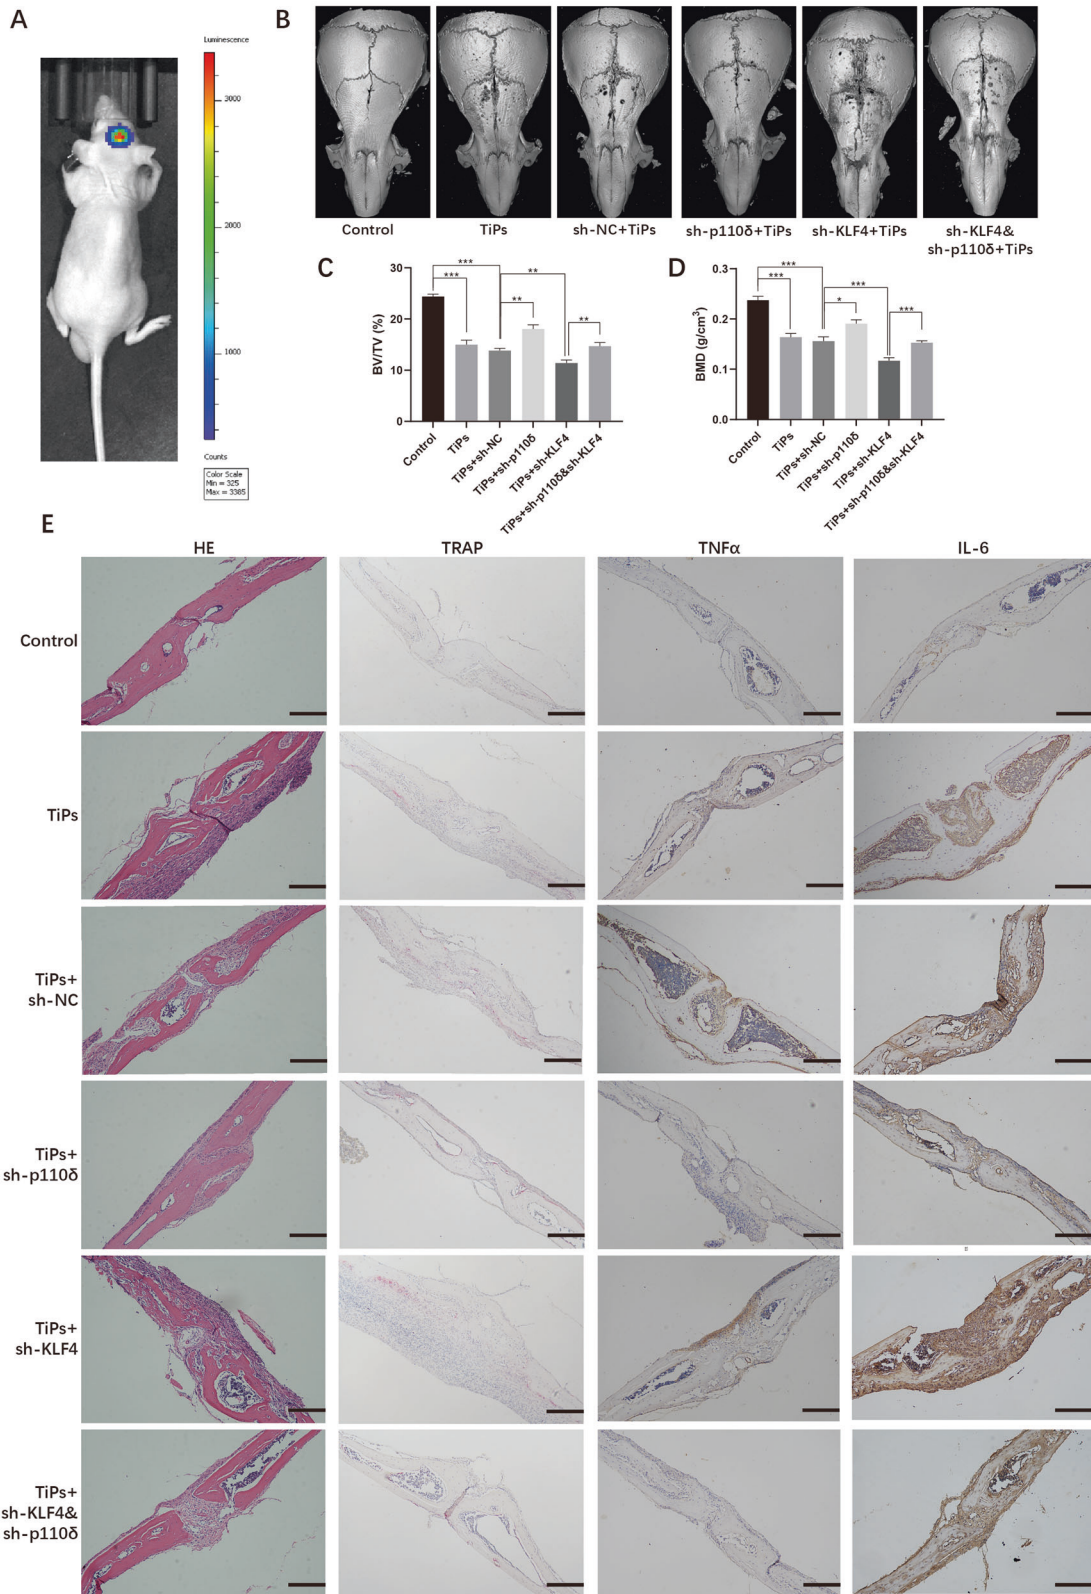 A
Luminescence
3000
2000
1000
Counts
Color Scale
Min = 325
Max = 3385
B
Control
TiPs
sh-NC+TiPs
sh-p110δ+TiPs
sh-KLF4+TiPs
sh-KLF4&
sh-p110δ+TiPs
C
BV/TV (%)
30
20
10
0
***
***
**
**
**
Control
TiPs
TiPs+sh-NC
TiPs+sh-p110δ
TiPs+sh-KLF4
TiPs+sh-p110δ&sh-KLF4
D
BMD (g/cm³)
0.3
0.2
0.1
0.0
***
***
***
*
***
Control
TiPs
TiPs+sh-NC
TiPs+sh-p110δ
TiPs+sh-KLF4
TiPs+sh-p110δ&sh-KLF4
E
HE
TRAP
TNFα
IL-6
Control
TiPs
TiPs+
sh-NC
TiPs+
sh-p110δ
TiPs+
sh-KLF4
TiPs+
sh-KLF4&
sh-p110δ